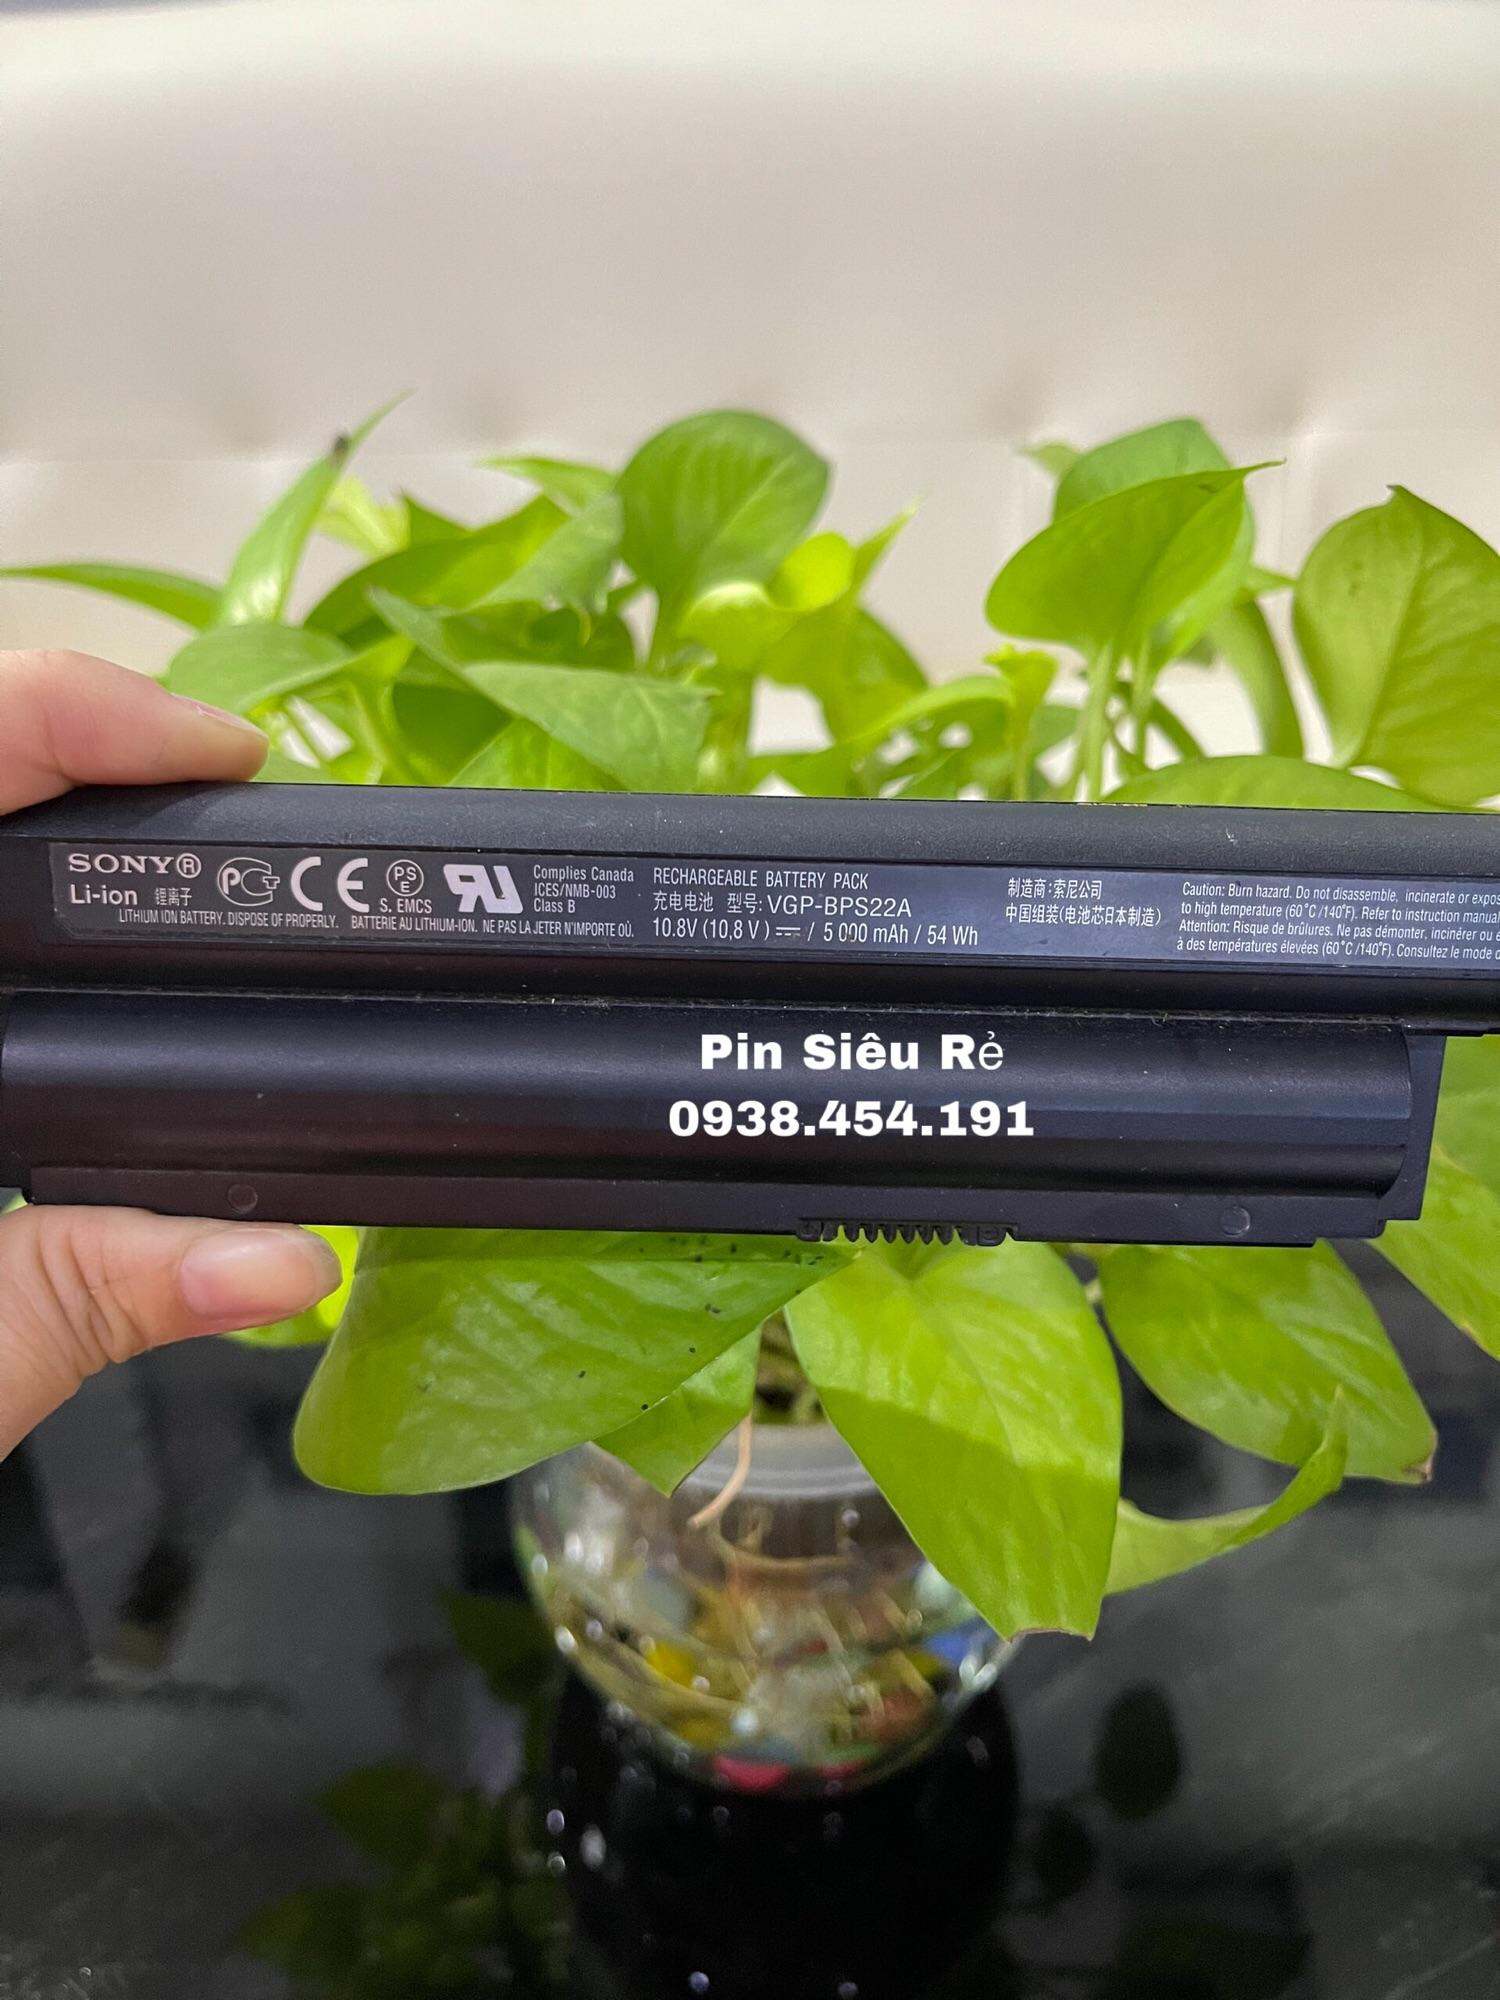 SONY®
Li-ion 锂离子
PS
E
S. EMCS
LITHIUM ION BATTERY. DISPOSE OF PROPERLY. BATTERIE AU LITHIUM-ION. NE PAS LA JETER N'IMPORTE OÙ.
Complies Canada
ICES/NMB-003
Class B
RECHARGEABLE BATTERY PACK
充电电池 型号: VGP-BPS22A
10.8V (10,8 V) / 5 000 mAh / 54 Wh
制造商:索尼公司
中国组装(电池芯日本制造)
Caution: Burn hazard. Do not disassemble, incinerate or
to high temperature (60˚C /140˚F). Refer to instruction manual
Attention: Risque de brûlures. Ne pas démonter, incinérer ou
à des températures élevées (60˚C /140˚F). Consultez le mode
Pin Siêu Rẻ
0938.454.191